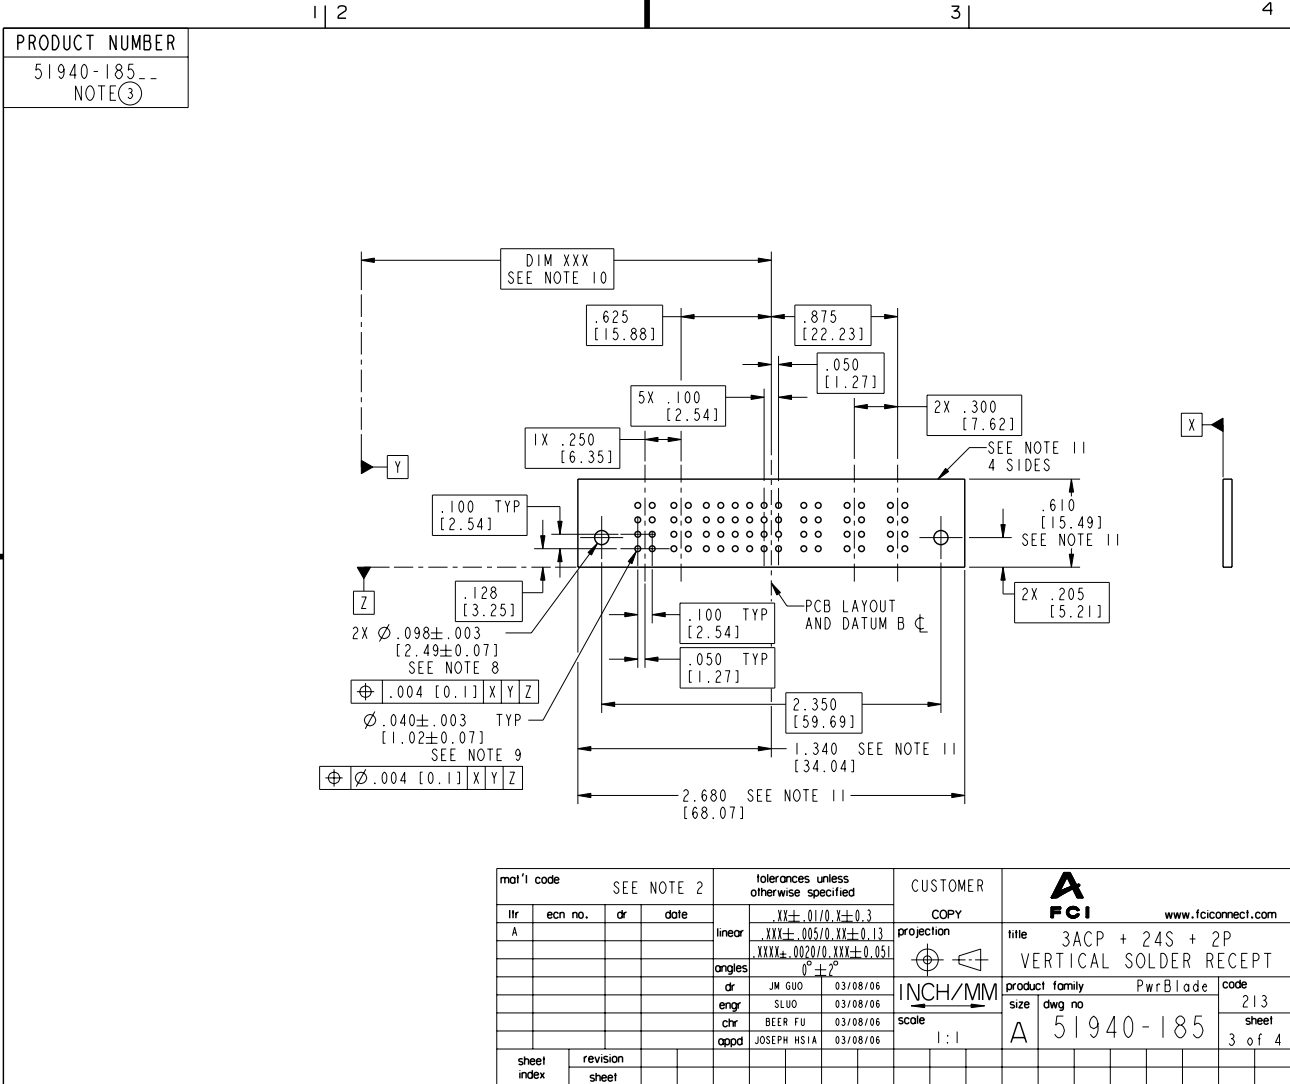 1 2 3 4
PRODUCT NUMBER
51940-185__
NOTE 3
DIM XXX
SEE NOTE 10
.625
[15.88]
.875
[22.23]
.050
[1.27]
5X .100
[2.54]
2X .300
[7.62]
1X .250
[6.35]
X
SEE NOTE 11
4 SIDES
Y
.100 TYP
[2.54]
.610
[15.49]
SEE NOTE 11
Z
.128
[3.25]
2X .205
[5.21]
.100 TYP
[2.54]
PCB LAYOUT
AND DATUM B ℄
2X Ø.098±.003
[2.49±0.07]
SEE NOTE 8
⌖ .004 [0.1] X Y Z
.050 TYP
[1.27]
Ø.040±.003 TYP
[1.02±0.07]
SEE NOTE 9
⌖ Ø.004 [0.1] X Y Z
2.350
[59.69]
1.340 SEE NOTE 11
[34.04]
2.680 SEE NOTE 11
[68.07]
mat'l code SEE NOTE 2
ltr ecn no. dr date
A
tolerances unless
otherwise specified
linear
.XX±.01/0.X±0.3
.XXX±.005/0.XX±0.13
.XXXX±.0020/0.XXX±0.051
angles 0°±2°
dr JM GUO 03/08/06
engr SLUO 03/08/06
chr BEER FU 03/08/06
appd JOSEPH HSIA 03/08/06
CUSTOMER
COPY
projection
INCH/MM
scale
1:1
FCI
www.fciconnect.com
title 3ACP + 24S + 2P
VERTICAL SOLDER RECEPT
product family PwrBlade
code
213
size
A
dwg no
51940-185
sheet
3 of 4
sheet
index
revision
sheet